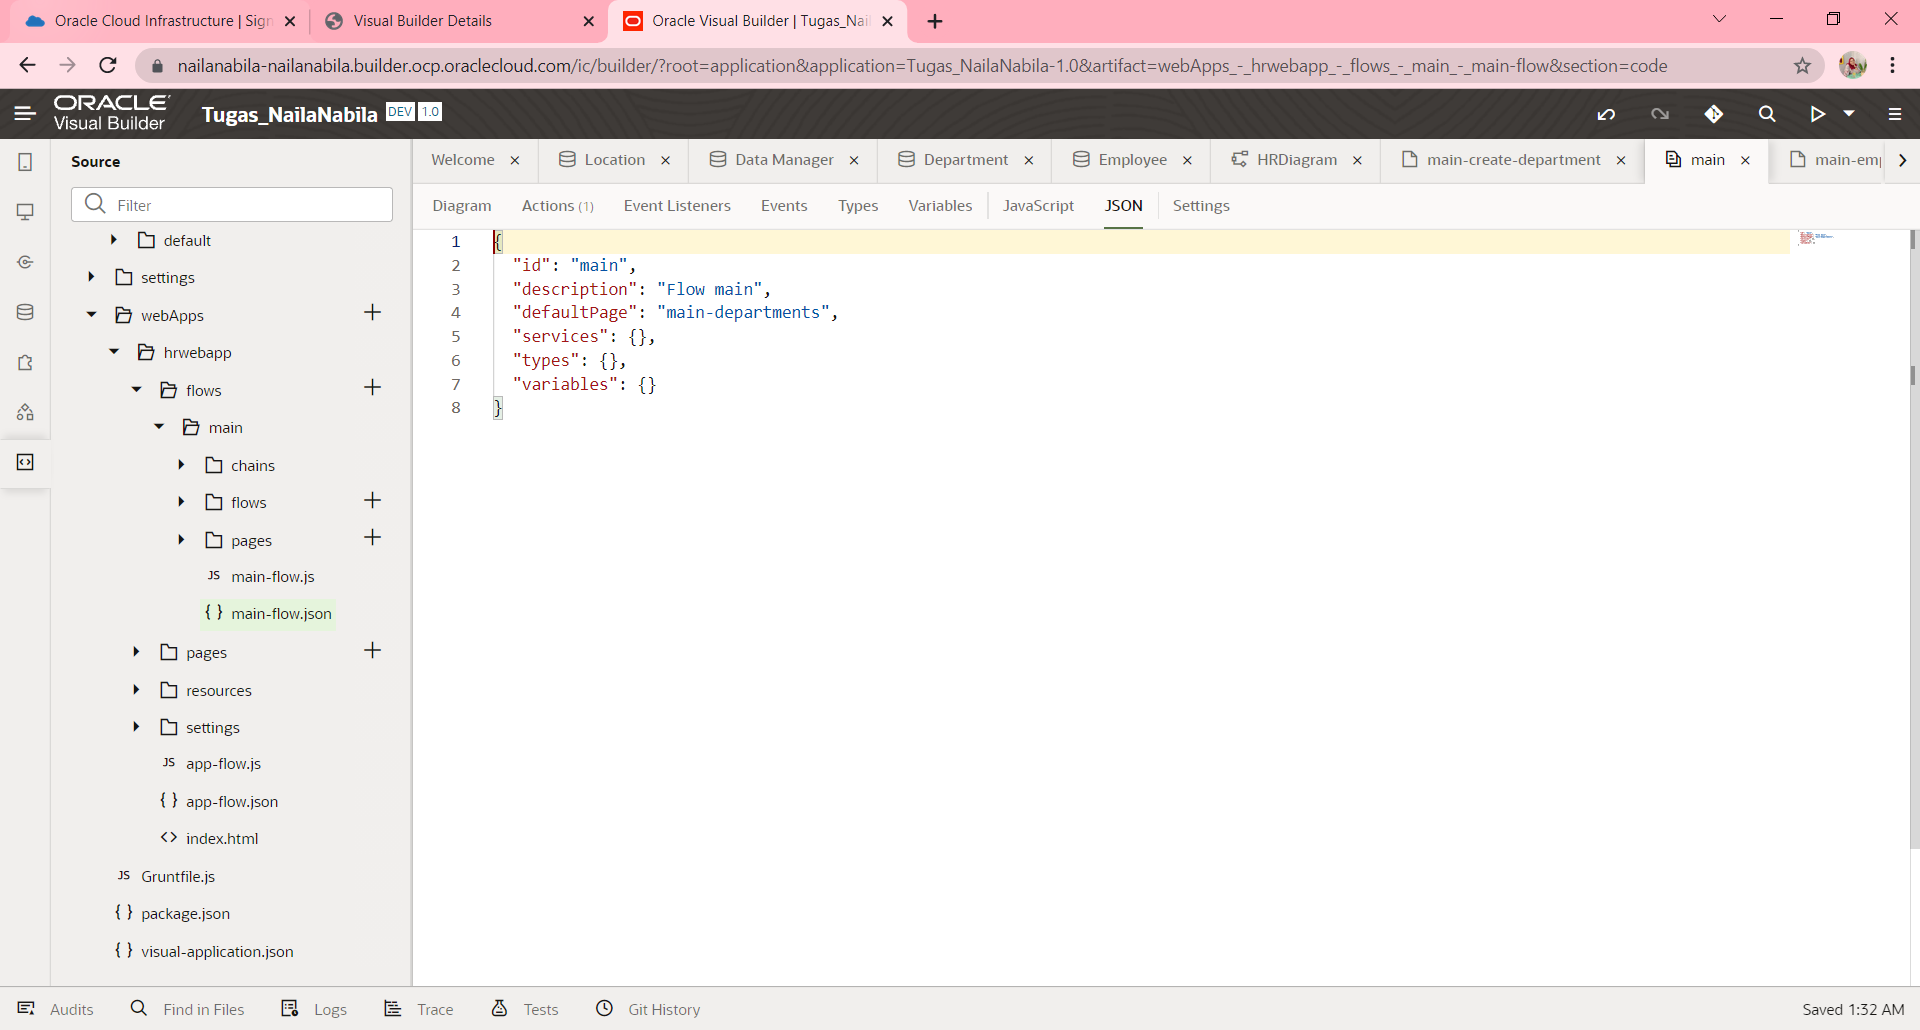 Oracle Cloud Infrastructure | Sign
Visual Builder Details
Oracle Visual Builder | Tugas_Nail
nailanabila-nailanabila.builder.ocp.oraclecloud.com/ic/builder/?root=application&application=Tugas_NailaNabila-1.0&artifact=webApps_-_hrwebapp_-_flows_-_main_-_main-flow&section=code
ORACLE
Visual Builder
Tugas_NailaNabila DEV 1.0
Source
Filter
default
settings
webApps
hrwebapp
flows
main
chains
flows
pages
JS main-flow.js
{ } main-flow.json
pages
resources
settings
JS app-flow.js
{ } app-flow.json
<> index.html
JS Gruntfile.js
{ } package.json
{ } visual-application.json
Welcome
Location
Data Manager
Department
Employee
HRDiagram
main-create-department
main
main-emp
Diagram
Actions (1)
Event Listeners
Events
Types
Variables
JavaScript
JSON
Settings
1 {
2 "id": "main",
3 "description": "Flow main",
4 "defaultPage": "main-departments",
5 "services": {},
6 "types": {},
7 "variables": {}
8 }
Audits
Find in Files
Logs
Trace
Tests
Git History
Saved 1:32 AM